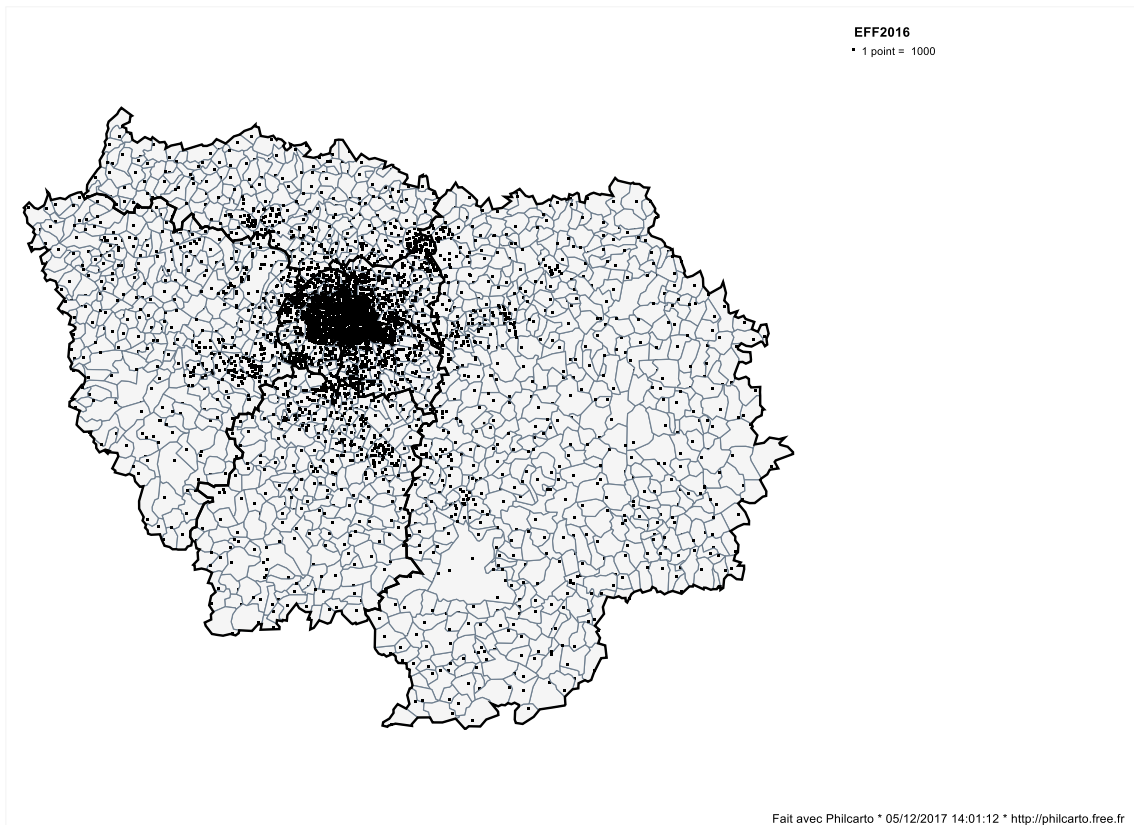 EFF2016
1 point = 1000
Fait avec Philcarto * 05/12/2017 14:01:12 * http://philcarto.free.fr